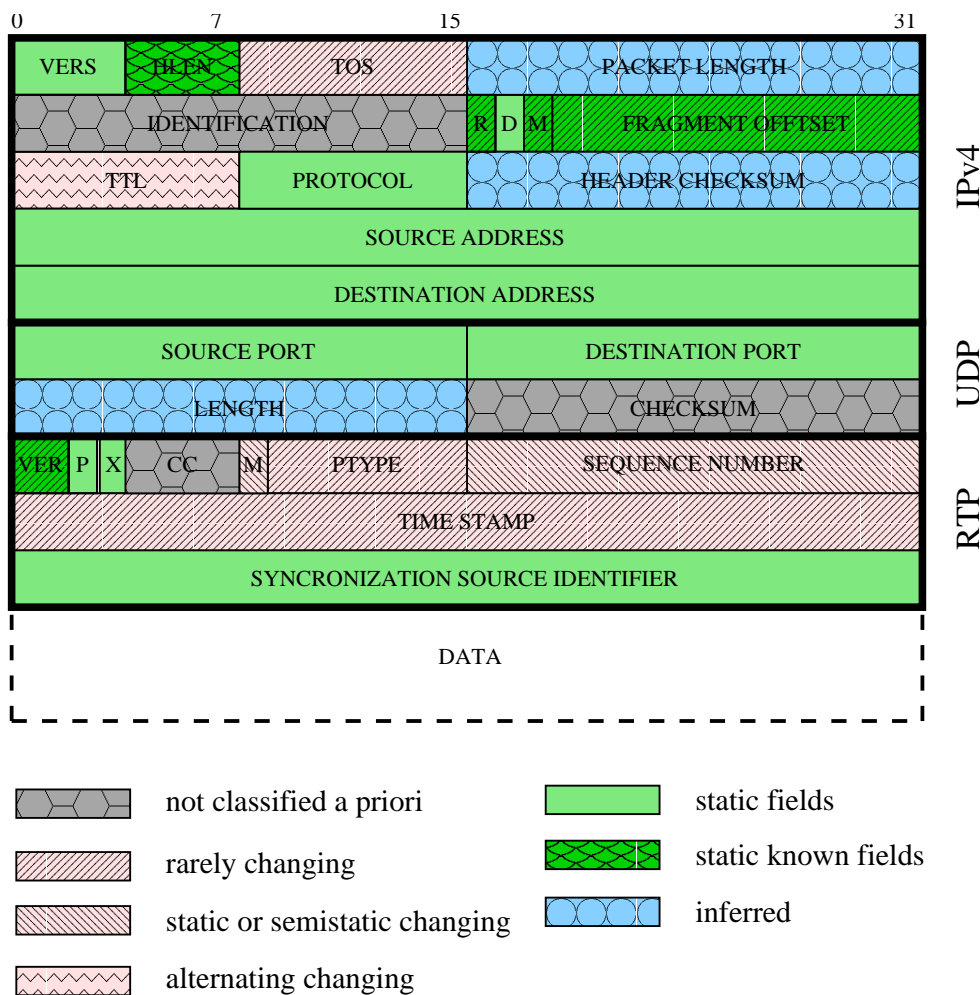 0 7 15 31
VERS HLEN TOS PACKET LENGTH
IDENTIFICATION R D M FRAGMENT OFFTSET
TTL PROTOCOL HEADER CHECKSUM
SOURCE ADDRESS
DESTINATION ADDRESS
IPv4
SOURCE PORT DESTINATION PORT
LENGTH CHECKSUM
UDP
VER P X CC M PTYPE SEQUENCE NUMBER
TIME STAMP
SYNCRONIZATION SOURCE IDENTIFIER
RTP
DATA
not classified a priori
rarely changing
static or semistatic changing
alternating changing
static fields
static known fields
inferred